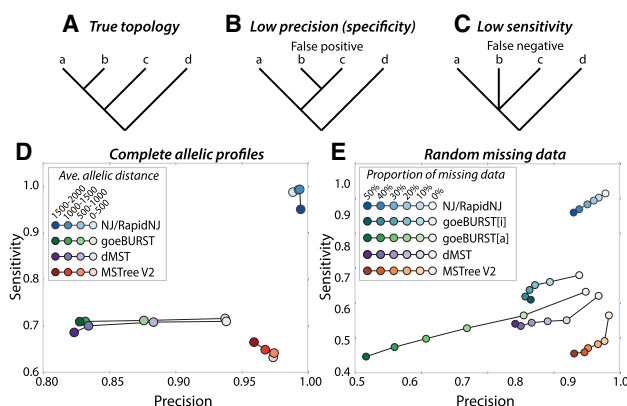 A True topology
a b c d
B Low precision (specificity)
False positive
a b c d
C Low sensitivity
False negative
a b c d
D Complete allelic profiles
Sensitivity
1.0
0.9
0.8
0.7
0.6
0.80 0.85 0.90 0.95 1.00
Precision
Ave. allelic distance
1500-2000
1000-1500
500-1000
0-500
NJ/RapidNJ
goeBURST
dMST
MSTree V2
E Random missing data
Sensitivity
1.0
0.9
0.8
0.7
0.6
0.5
0.4
0.5 0.6 0.7 0.8 0.9 1.0
Precision
Proportion of missing data
50%
40%
30%
20%
10%
0%
NJ/RapidNJ
goeBURST[i]
goeBURST[a]
dMST
MSTree V2